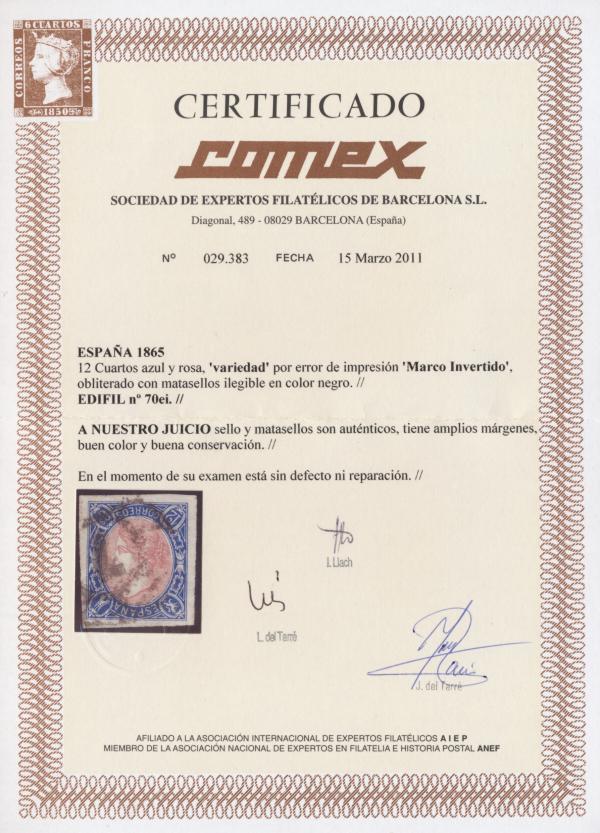 6 CUARTOS
CORREOS
FRANCO
1850
CERTIFICADO
comex
SOCIEDAD DE EXPERTOS FILATÉLICOS DE BARCELONA S.L.
Diagonal, 489 - 08029 BARCELONA (España)
Nº 029.383 FECHA 15 Marzo 2011
ESPAÑA 1865
12 Cuartos azul y rosa, 'variedad' por error de impresión 'Marco Invertido',
obliterado con matasellos ilegible en color negro. //
EDIFIL nº 70ei. //
A NUESTRO JUICIO sello y matasellos son auténticos, tiene amplios márgenes,
buen color y buena conservación. //
En el momento de su examen está sin defecto ni reparación. //
CORREOS
ESPAÑA
I. Llach
L. del Tarré
J. del Tarré
AFILIADO A LA ASOCIACIÓN INTERNACIONAL DE EXPERTOS FILATÉLICOS A I E P
MIEMBRO DE LA ASOCIACIÓN NACIONAL DE EXPERTOS EN FILATELIA E HISTORIA POSTAL ANEF